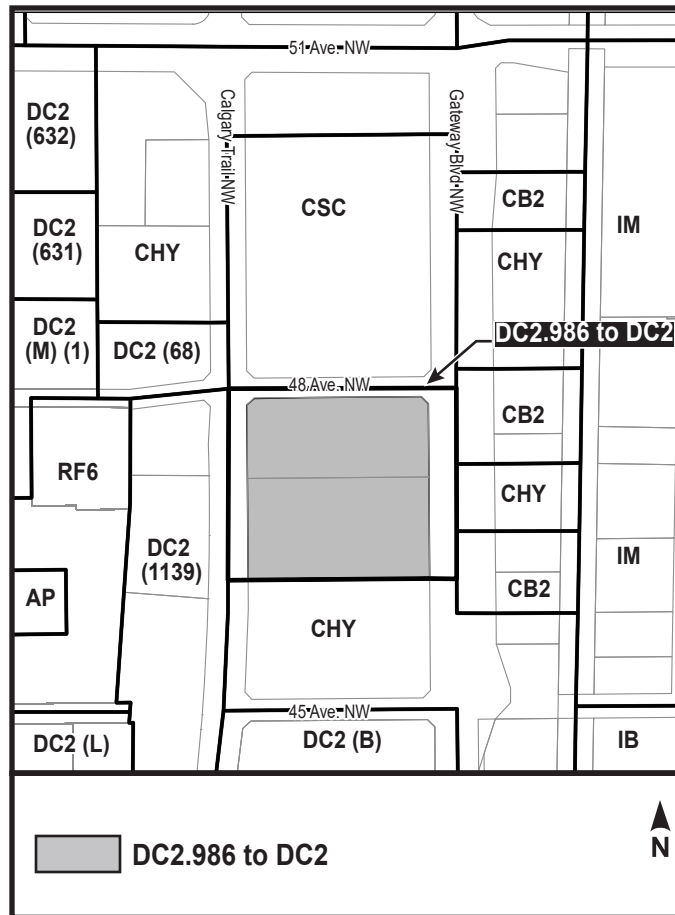 51 Ave. NW
DC2
(632)
Calgary Trail NW
Gateway Blvd NW
CSC
CB2
IM
DC2
(631)
CHY
CHY
DC2
(M) (1)
DC2 (68)
DC2.986 to DC2
48 Ave. NW
CB2
RF6
CHY
DC2
(1139)
IM
AP
CB2
CHY
45 Ave. NW
DC2 (L)
DC2 (B)
IB
DC2.986 to DC2
N